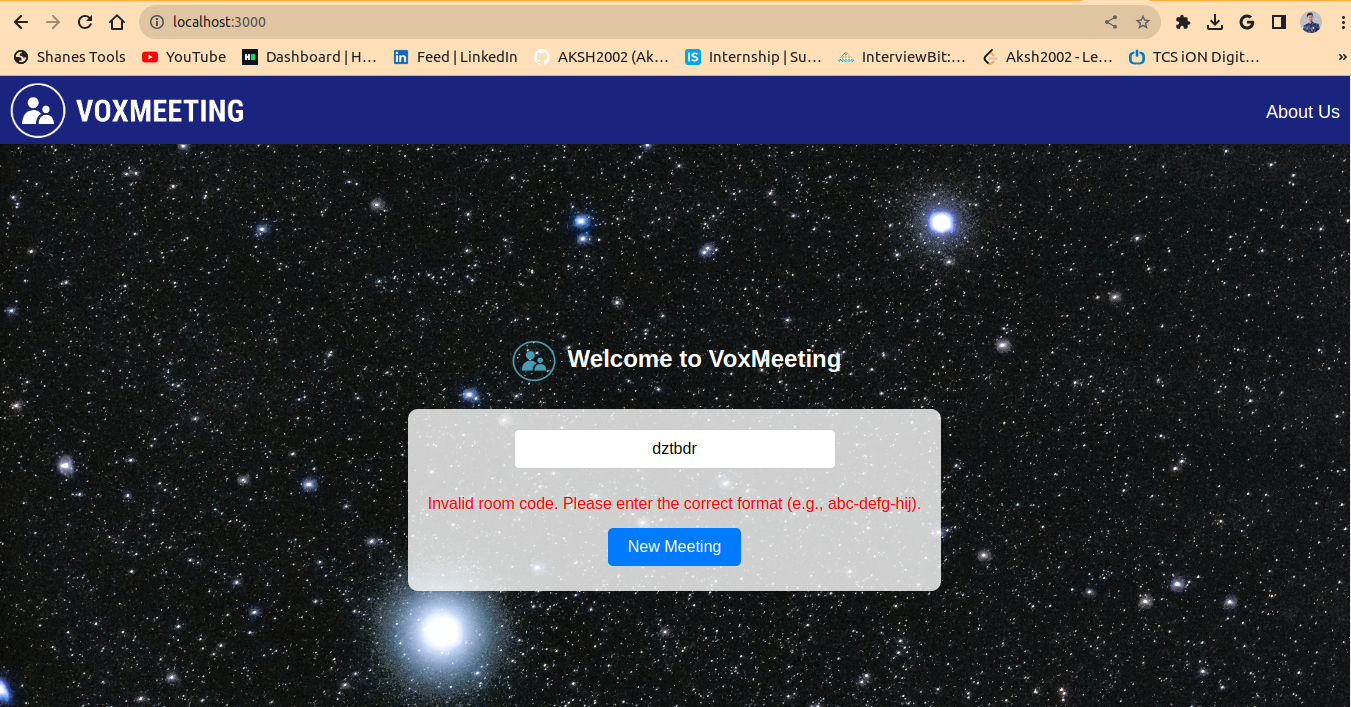 localhost:3000
Shanes Tools YouTube Dashboard | H... Feed | LinkedIn AKSH2002 (Ak... Internship | Su... InterviewBit:... Aksh2002 - Le... TCS iON Digit... »
VOXMEETING About Us
Welcome to VoxMeeting
dztbdr
Invalid room code. Please enter the correct format (e.g., abc-defg-hij).
New Meeting